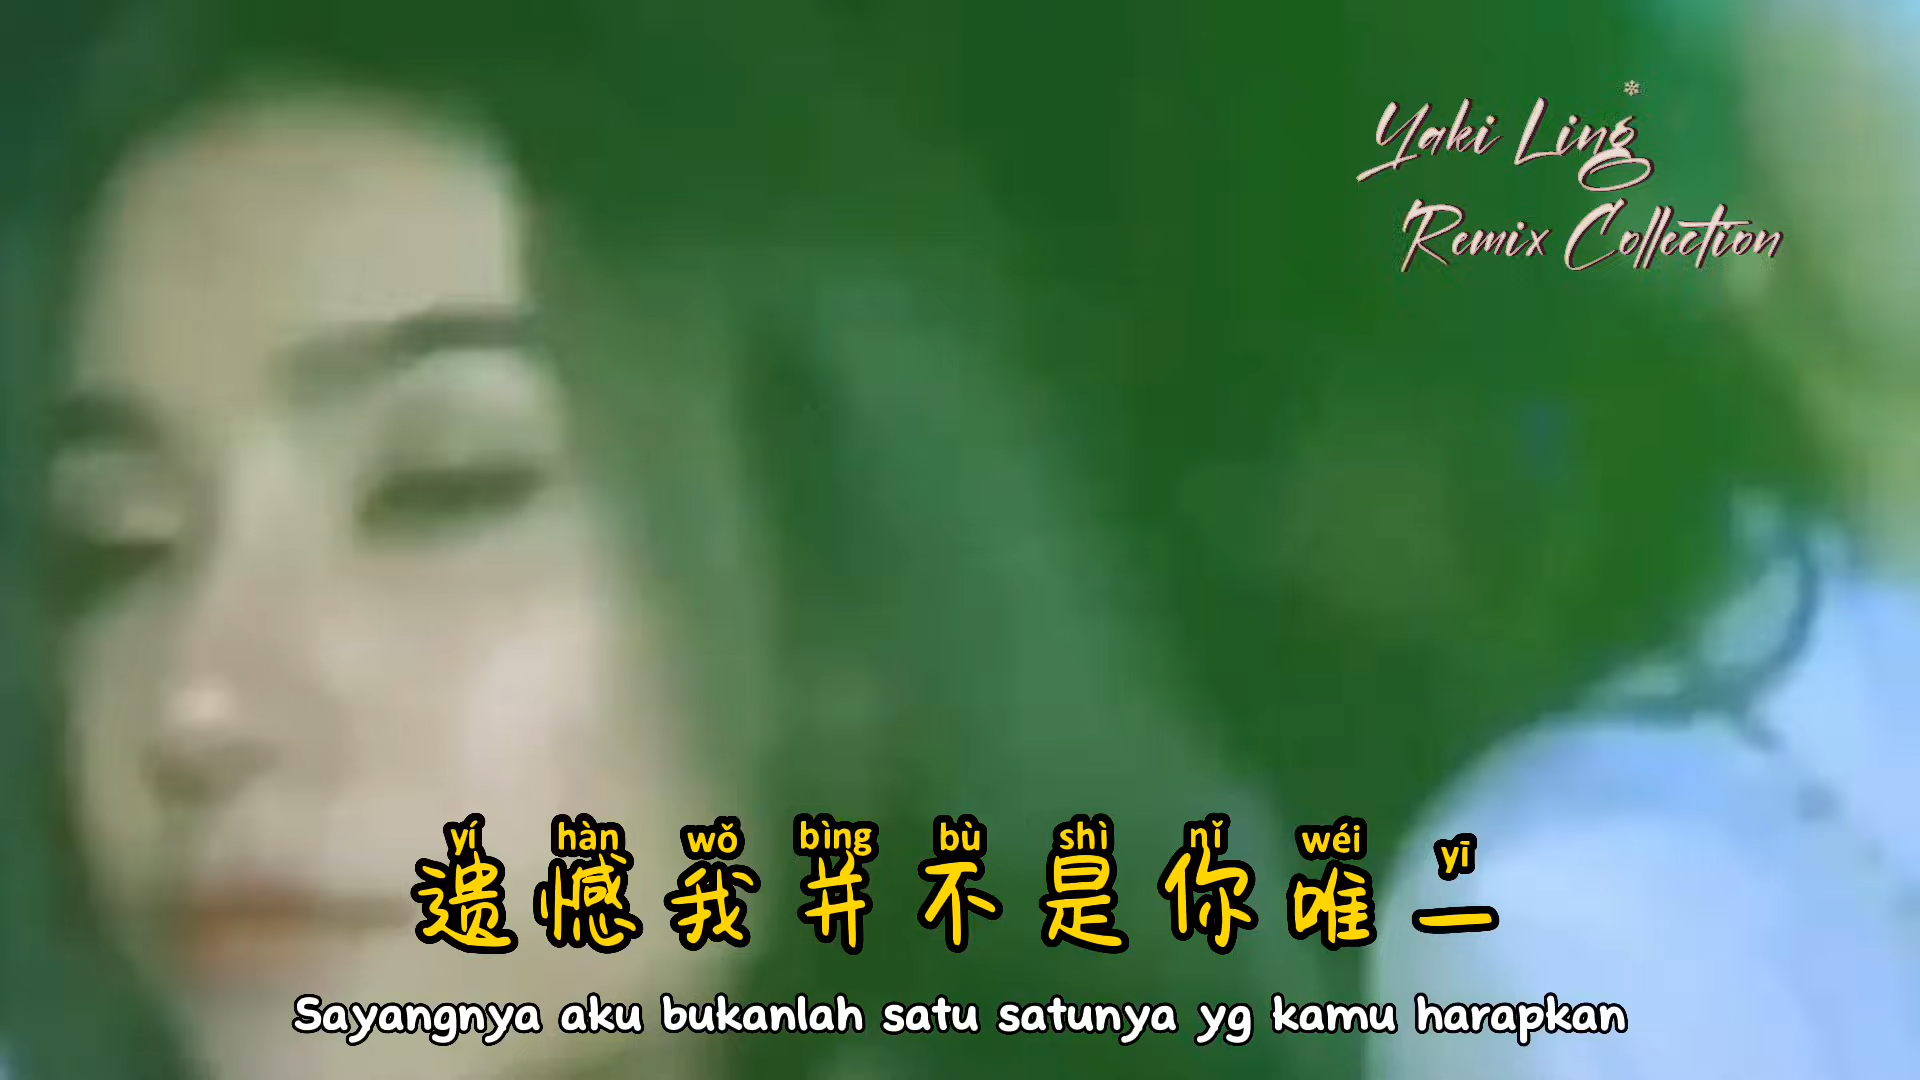 Yaki Ling
Remix Collection
yí hàn wǒ bìng bù shì nǐ wéi yī
遗憾我并不是你唯一
Sayangnya aku bukanlah satu satunya yg kamu harapkan